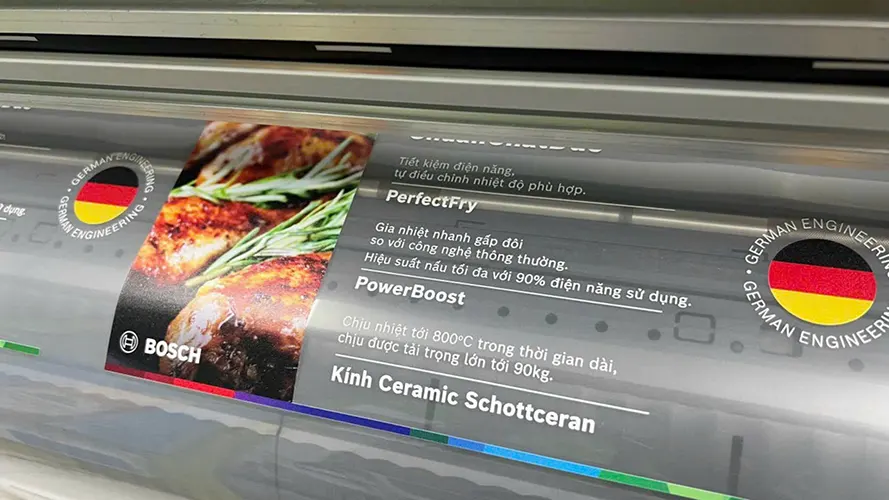 GERMAN ENGINEERING
GERMAN ENGINEERING
dụng.
BOSCH
Tiết kiệm điện năng,
tự điều chỉnh nhiệt độ phù hợp.
PerfectFry
Gia nhiệt nhanh gấp đôi
so với công nghệ thông thường.
Hiệu suất nấu tối đa với 90% điện năng sử dụng.
PowerBoost
Chịu nhiệt tới 800°C trong thời gian dài,
chịu được tải trọng lớn tới 90kg.
Kính Ceramic Schottceran
GERMAN ENGINEERING
GERMAN ENGINEERING